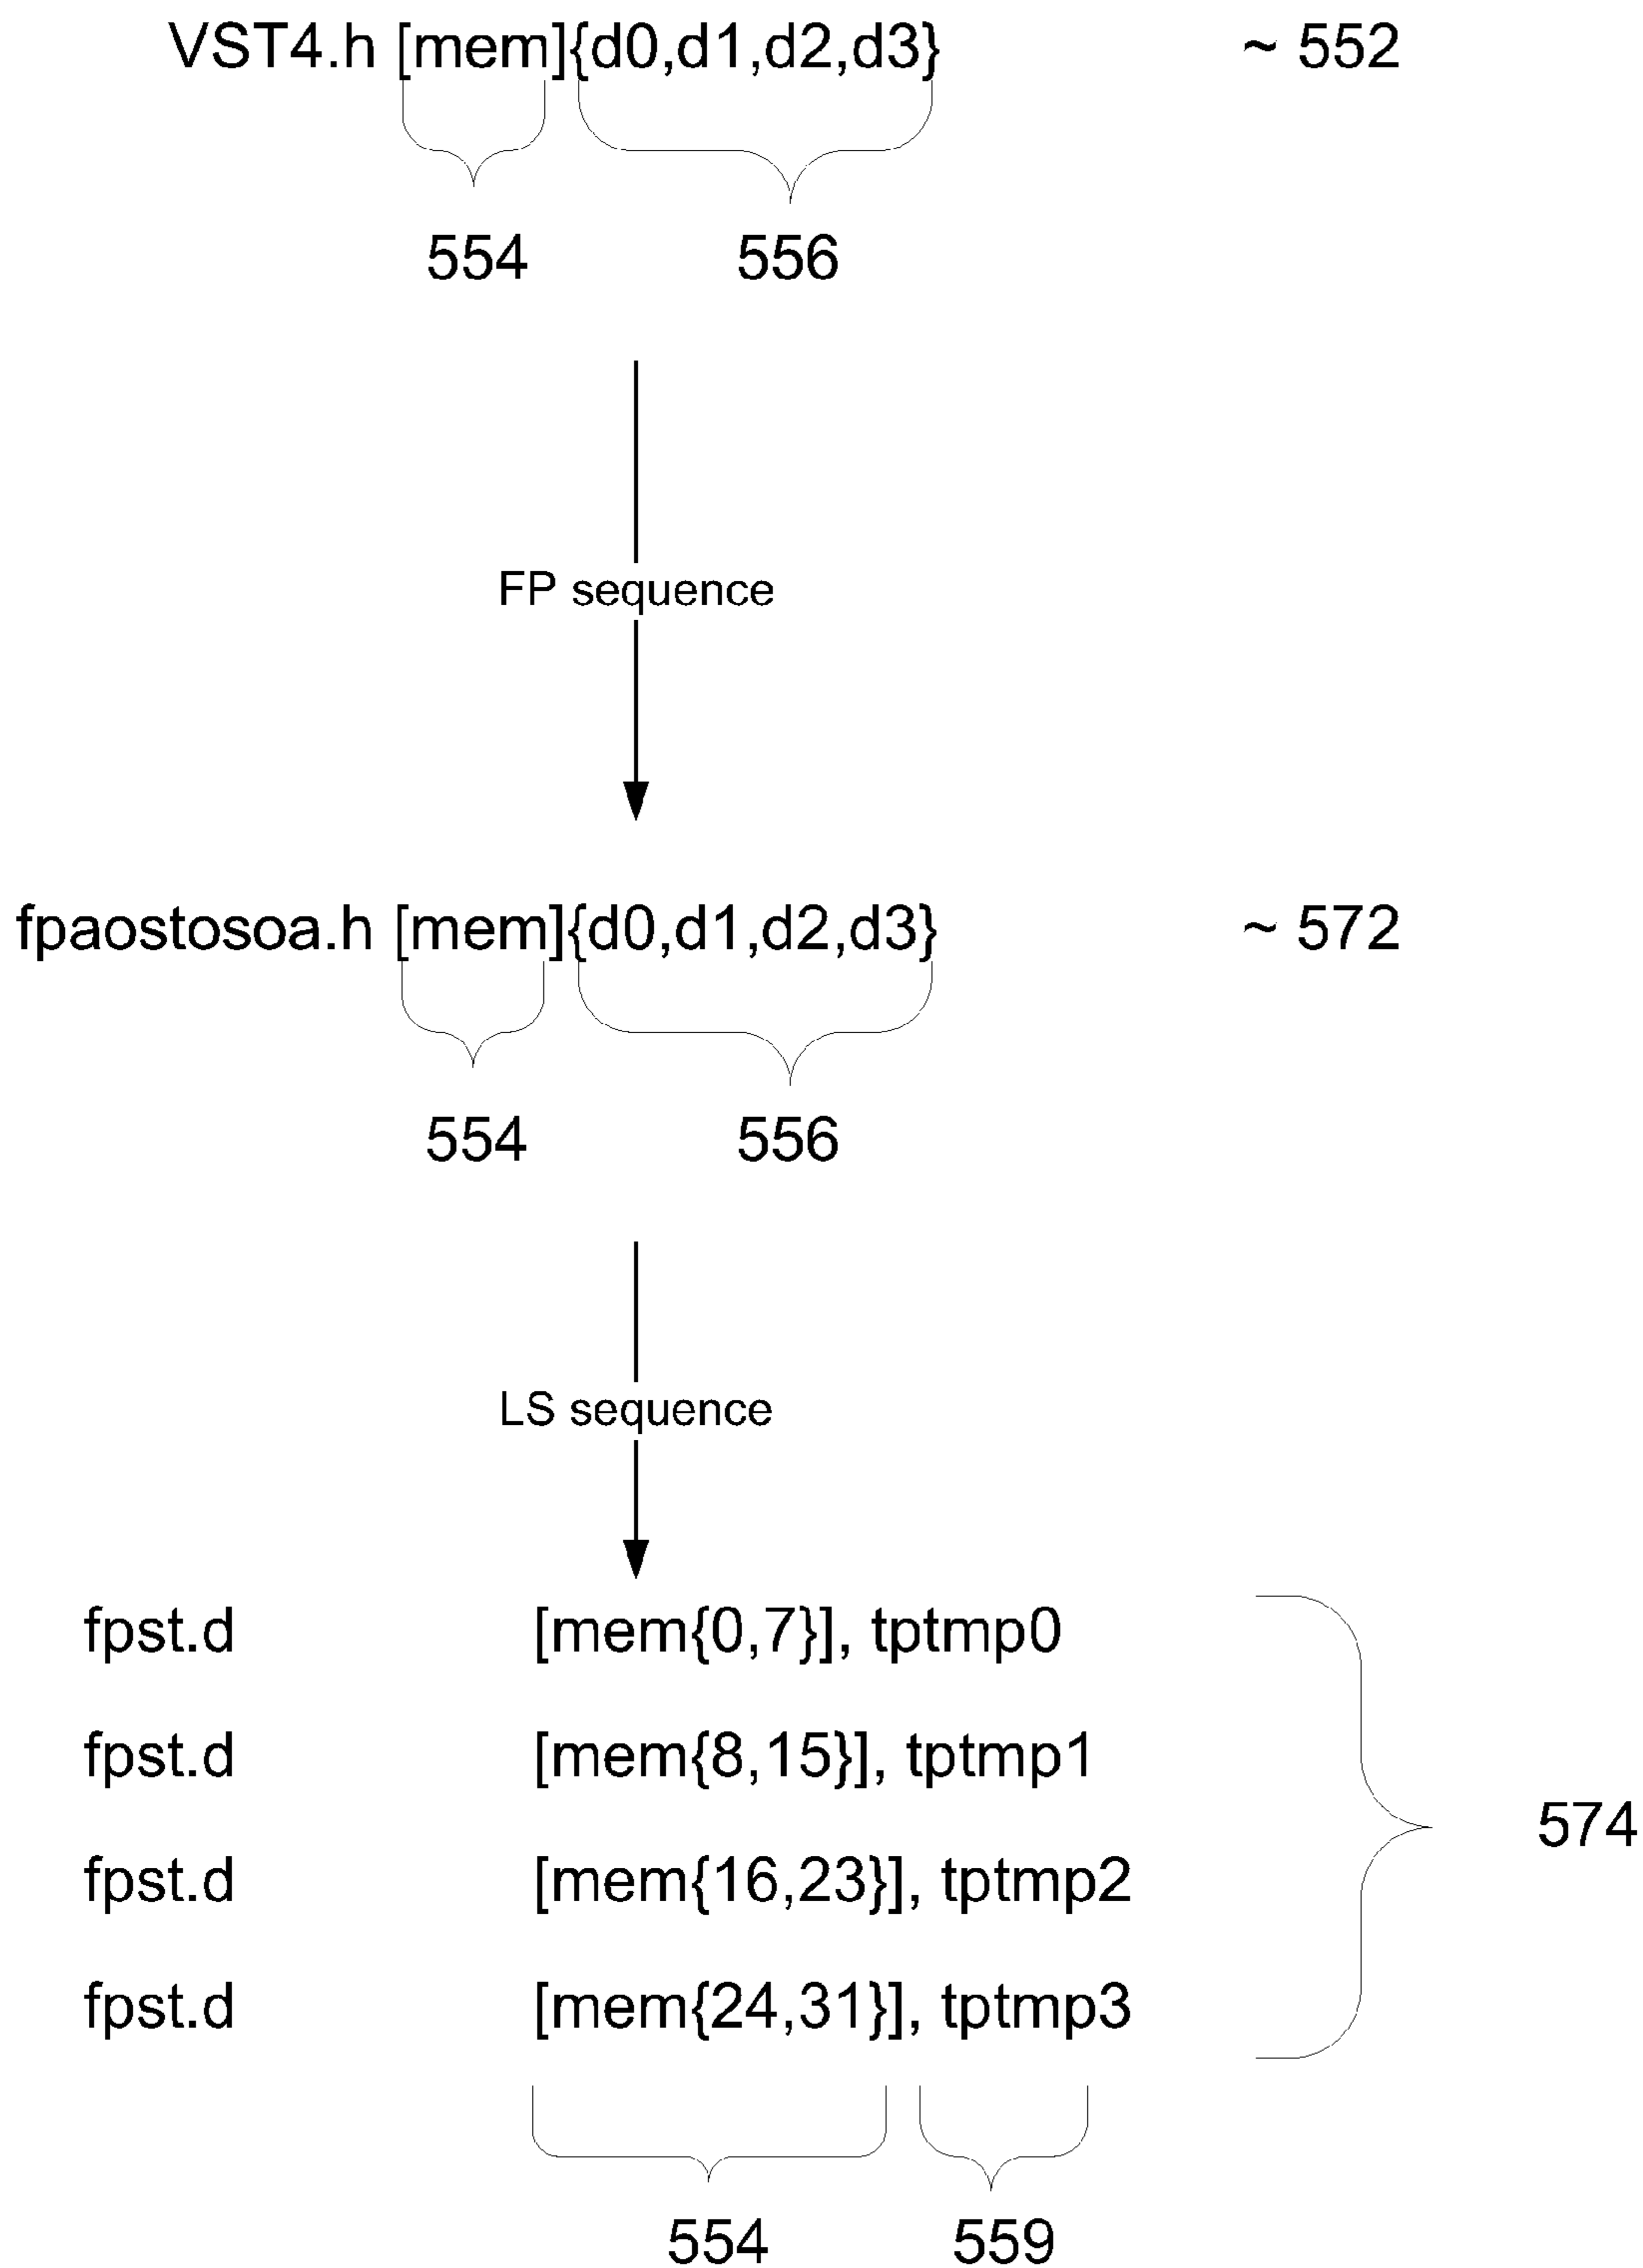 VST4.h [mem]{d0,d1,d2,d3} ~ 552
554 556
FP sequence
fpaostosoa.h [mem]{d0,d1,d2,d3} ~ 572
554 556
LS sequence
fpst.d [mem{0,7}], tptmp0
fpst.d [mem{8,15}], tptmp1
574
fpst.d [mem{16,23}], tptmp2
fpst.d [mem{24,31}], tptmp3
554 559